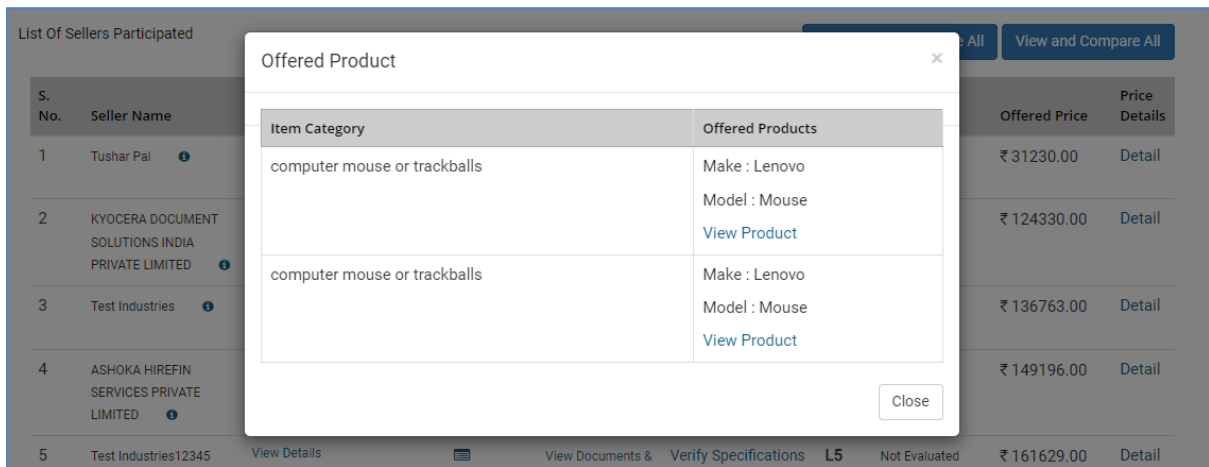 List Of Sellers Participated
All
View and Compare All
Offered Product
×
S.
No.
Seller Name
Offered Price
Price
Details
Item Category
Offered Products
1
Tushar Pal
₹ 31230.00
Detail
computer mouse or trackballs
Make : Lenovo
Model : Mouse
View Product
2
KYOCERA DOCUMENT
SOLUTIONS INDIA
PRIVATE LIMITED
₹ 124330.00
Detail
computer mouse or trackballs
Make : Lenovo
Model : Mouse
View Product
3
Test Industries
₹ 136763.00
Detail
4
ASHOKA HIREFIN
SERVICES PRIVATE
LIMITED
₹ 149196.00
Detail
Close
5
Test Industries12345
View Details
View Documents &
Verify Specifications
L5
Not Evaluated
₹ 161629.00
Detail